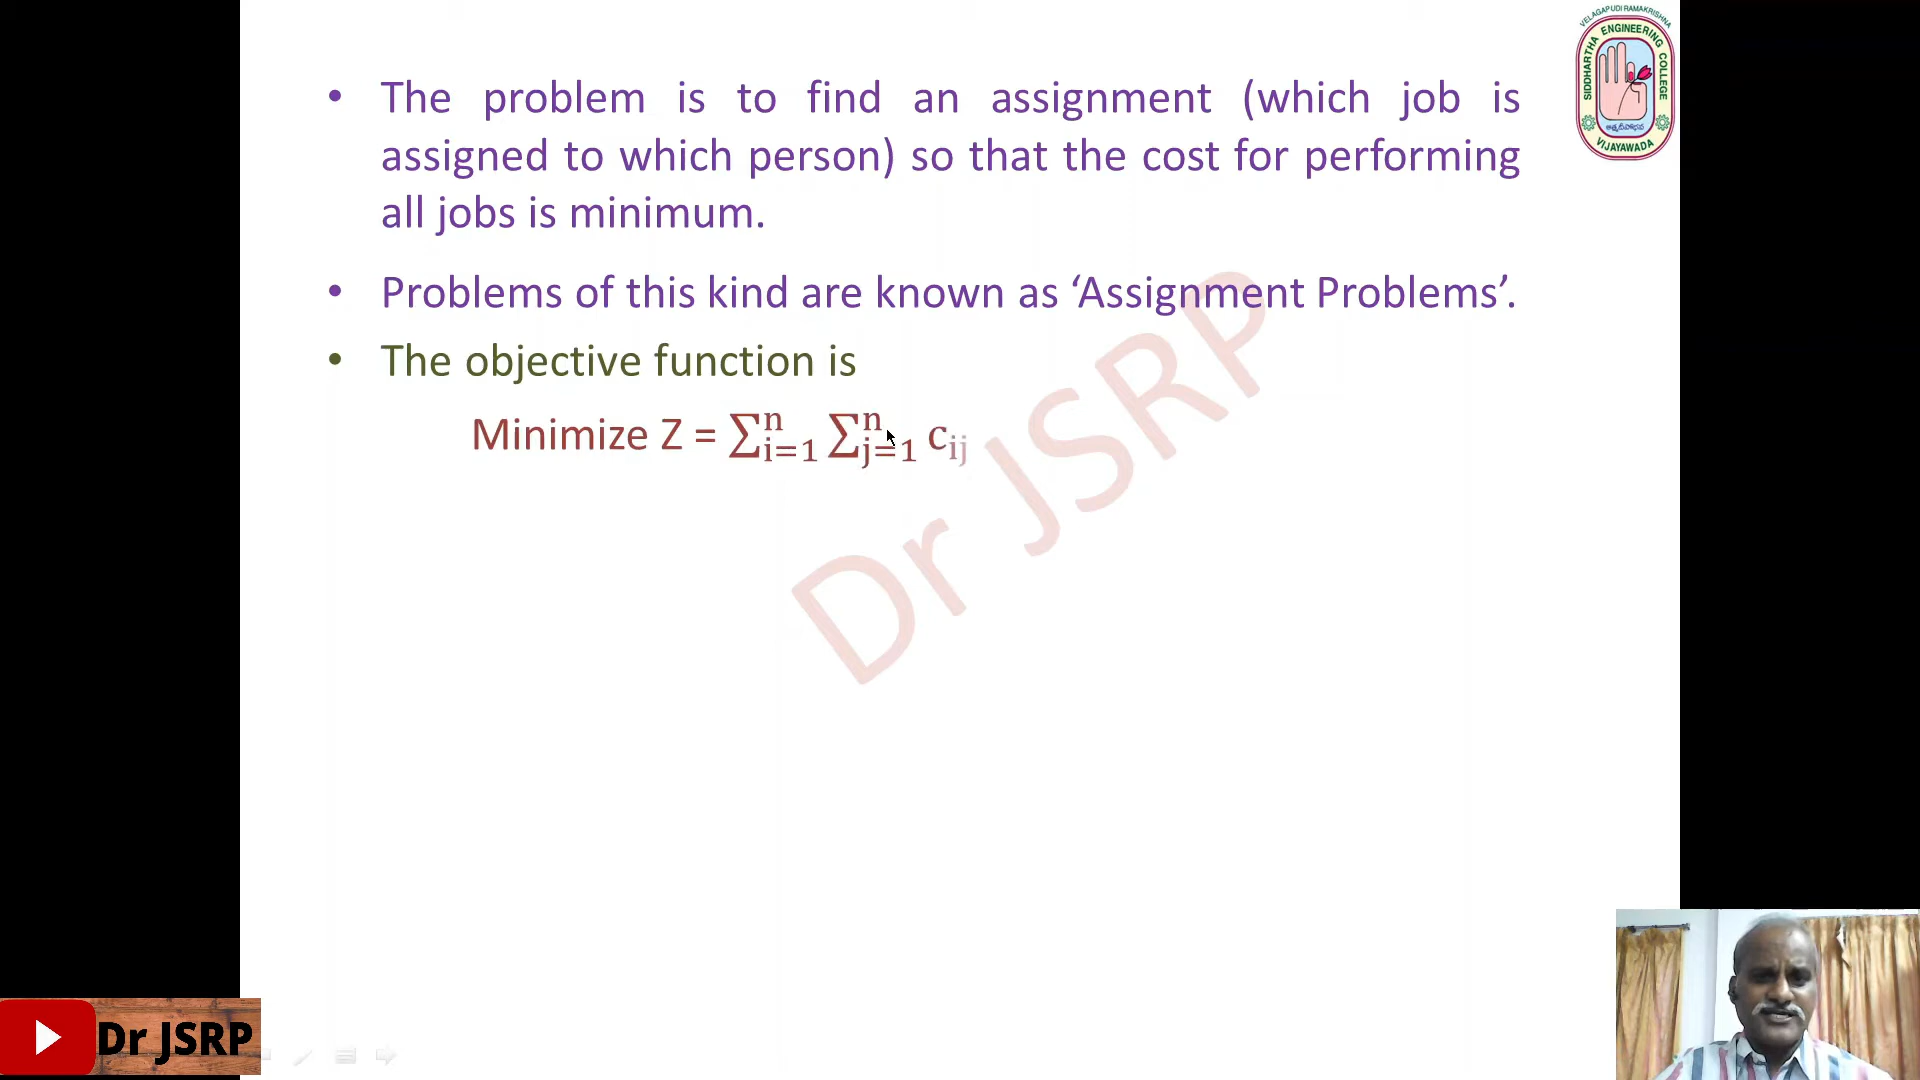 VELAGAPUDI RAMAKRISHNA
SIDDHARTHA ENGINEERING COLLEGE
VIJAYAWADA
• The problem is to find an assignment (which job is
assigned to which person) so that the cost for performing
all jobs is minimum.
• Problems of this kind are known as ‘Assignment Problems’.
• The objective function is
Minimize Z = ∑ⁿᵢ₌₁ ∑ⁿⱼ₌₁ cᵢⱼ
Dr JSRP
Dr JSRP